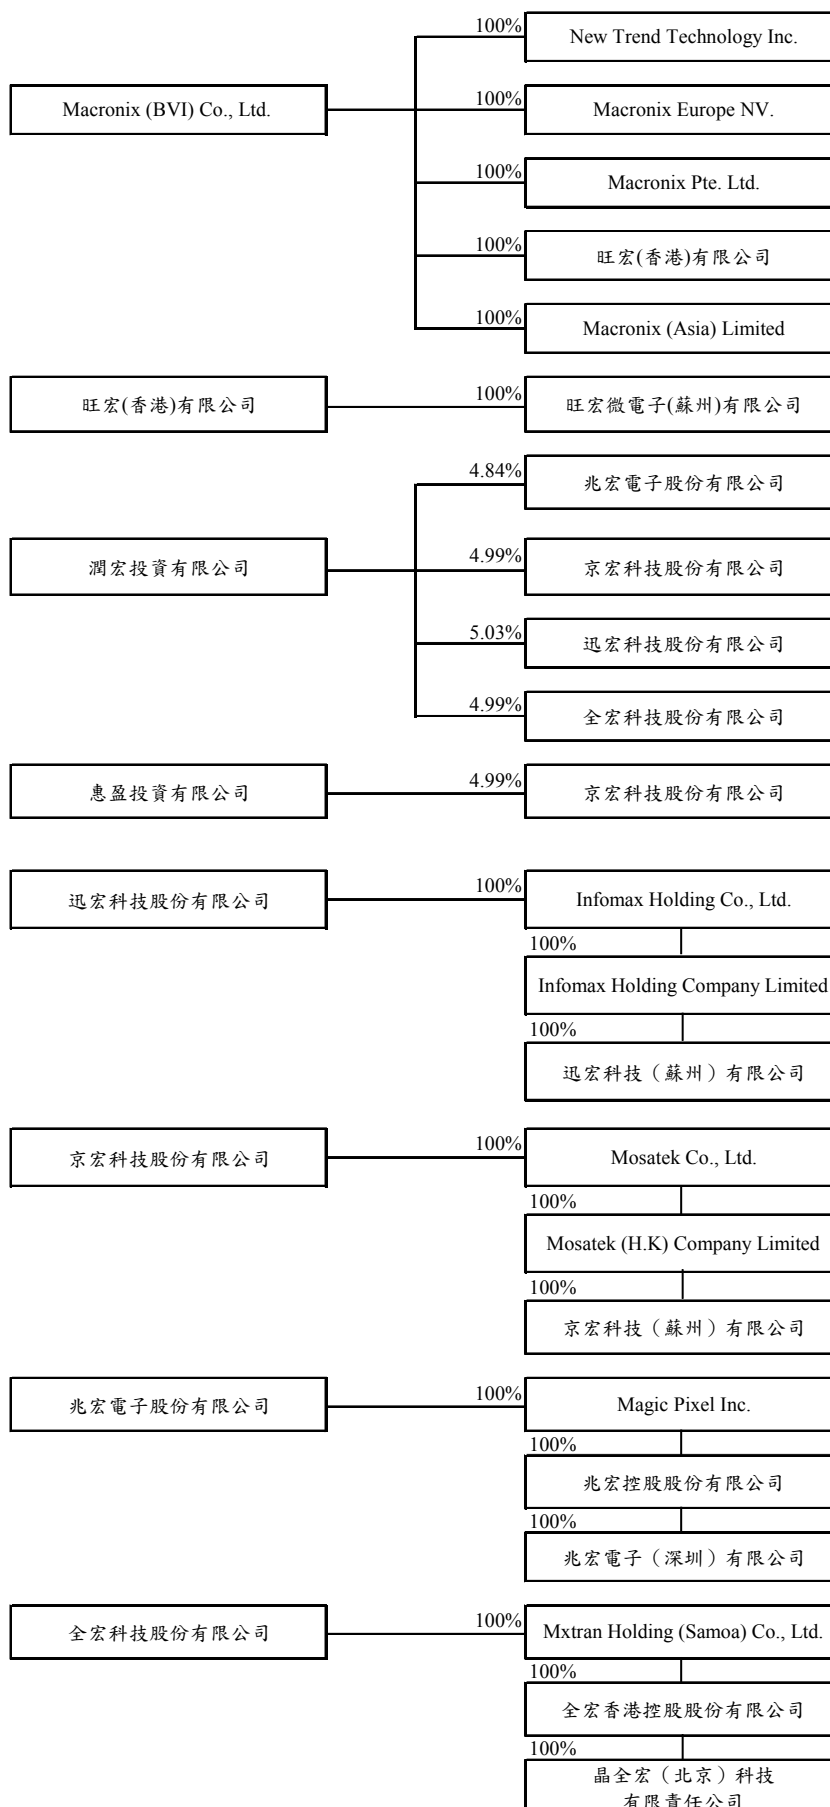 100%
New Trend Technology Inc.
Macronix (BVI) Co., Ltd.
100%
Macronix Europe NV.
100%
Macronix Pte. Ltd.
100%
旺宏(香港)有限公司
100%
Macronix (Asia) Limited
旺宏(香港)有限公司
100%
旺宏微電子(蘇州)有限公司
4.84%
兆宏電子股份有限公司
潤宏投資有限公司
4.99%
京宏科技股份有限公司
5.03%
迅宏科技股份有限公司
4.99%
全宏科技股份有限公司
惠盈投資有限公司
4.99%
京宏科技股份有限公司
迅宏科技股份有限公司
100%
Infomax Holding Co., Ltd.
100%
Infomax Holding Company Limited
100%
迅宏科技（蘇州）有限公司
京宏科技股份有限公司
100%
Mosatek Co., Ltd.
100%
Mosatek (H.K) Company Limited
100%
京宏科技（蘇州）有限公司
兆宏電子股份有限公司
100%
Magic Pixel Inc.
100%
兆宏控股股份有限公司
100%
兆宏電子（深圳）有限公司
全宏科技股份有限公司
100%
Mxtran Holding (Samoa) Co., Ltd.
100%
全宏香港控股股份有限公司
100%
晶全宏（北京）科技
有限責任公司